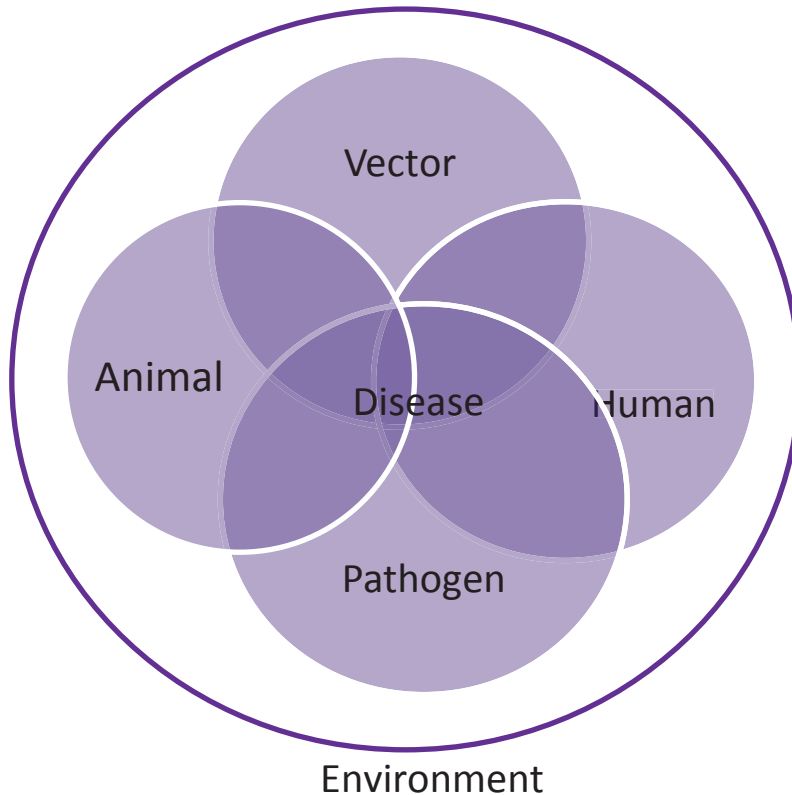 Vector
Animal
Disease
Human
Pathogen
Environment